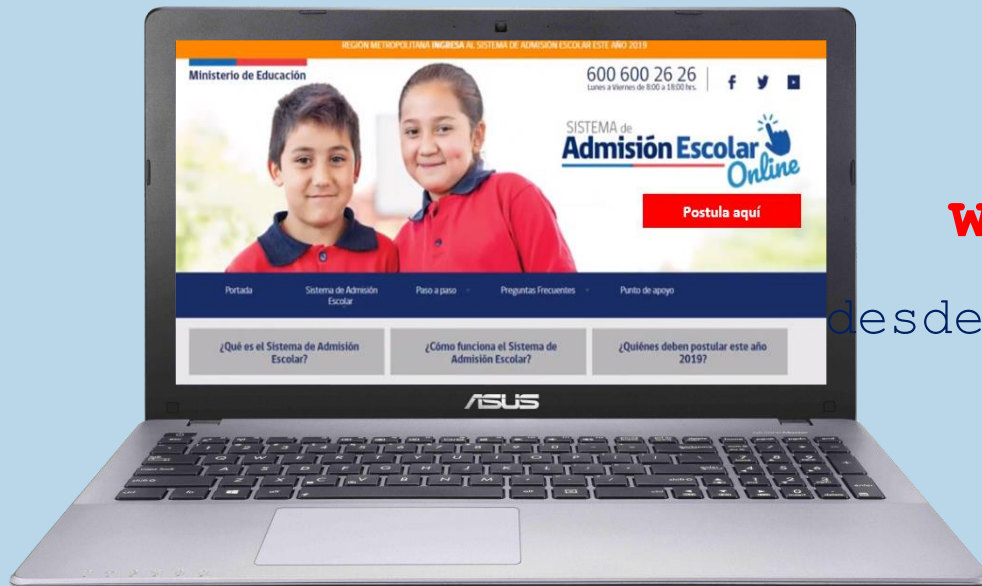 REGIÓN METROPOLITANA INGRESA AL SISTEMA DE ADMISIÓN ESCOLAR ESTE AÑO 2019
Ministerio de Educación
600 600 26 26
Lunes a Viernes de 8:00 a 18:00 hrs.
SISTEMA de
Admisión Escolar
Online
Postula aquí
W
Portada
Sistema de Admisión
Escolar
Paso a paso
Preguntas Frecuentes
Punto de apoyo
desde
¿Qué es el Sistema de Admisión
Escolar?
¿Cómo funciona el Sistema de
Admisión Escolar?
¿Quiénes deben postular este año
2019?
ASUS